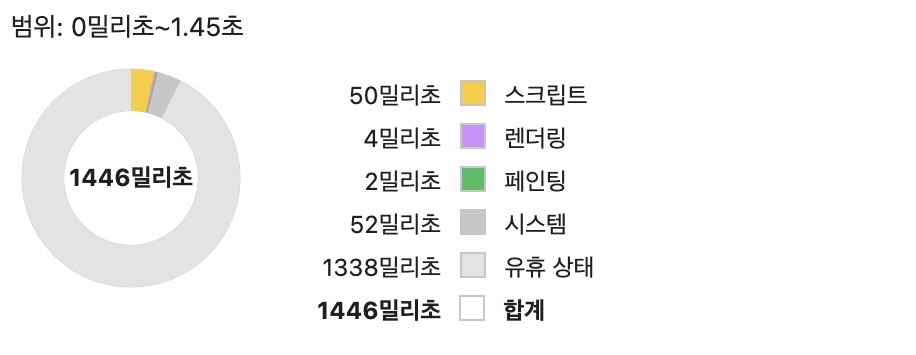 범위: 0밀리초~1.45초
1446밀리초
50밀리초 스크립트
4밀리초 렌더링
2밀리초 페인팅
52밀리초 시스템
1338밀리초 유휴 상태
1446밀리초 합계